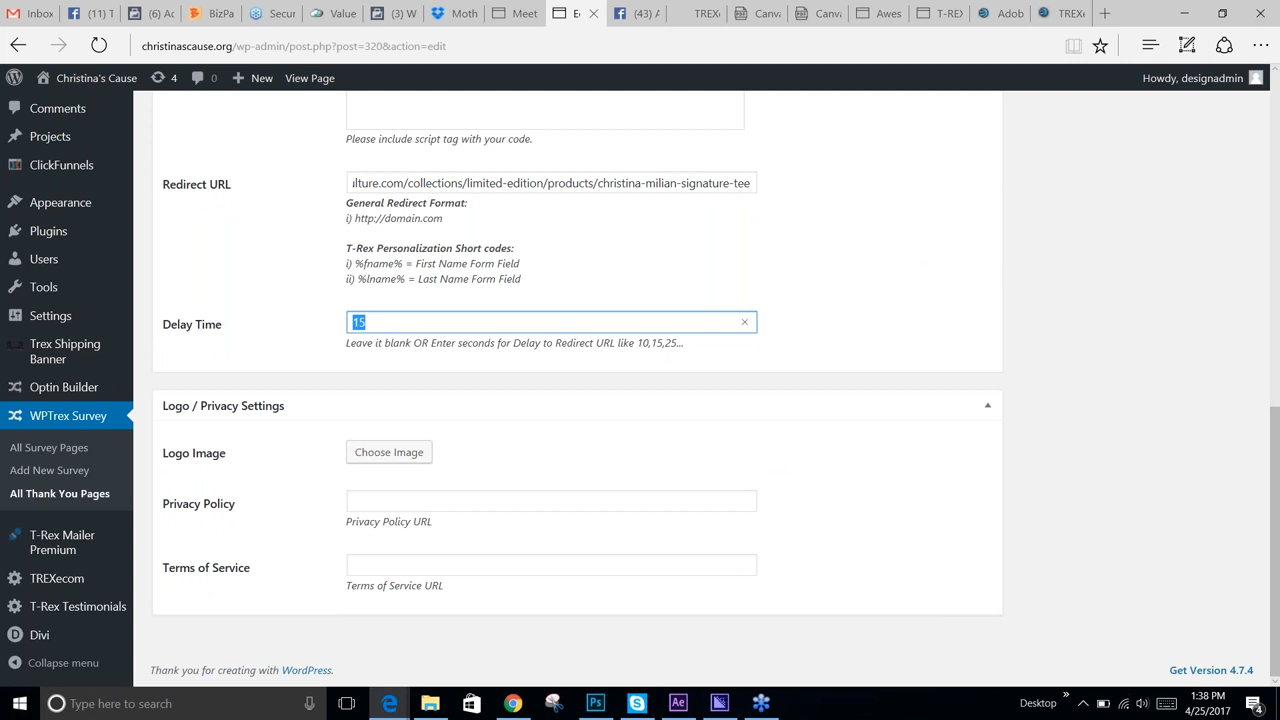 Inbox
(11) T
Ad Ac
BizPa
Secur
Value
(3) W
Moth
Meet
E
(43) A
TREX
Canva
Canva
Awes
T-RE
Adob
TREX
christinascause.org/wp-admin/post.php?post=320&action=edit
Christina's Cause 4 0 New View Page Howdy, designadmin
Comments
Projects
ClickFunnels
Appearance
Plugins
Users
Tools
Settings
Trex Shipping
Banner
Optin Builder
WPTrex Survey
All Survey Pages
Add New Survey
All Thank You Pages
T-Rex Mailer
Premium
TREXecom
T-Rex Testimonials
Divi
Collapse menu
Please include script tag with your code.
Redirect URL
ulture.com/collections/limited-edition/products/christina-milian-signature-tee
General Redirect Format:
i) http://domain.com
T-Rex Personalization Short codes:
i) %fname% = First Name Form Field
ii) %lname% = Last Name Form Field
Delay Time
15
Leave it blank OR Enter seconds for Delay to Redirect URL like 10,15,25...
Logo / Privacy Settings
Logo Image
Choose Image
Privacy Policy
Privacy Policy URL
Terms of Service
Terms of Service URL
Thank you for creating with WordPress.
Get Version 4.7.4
Type here to search
Desktop
1:38 PM
4/25/2017
4